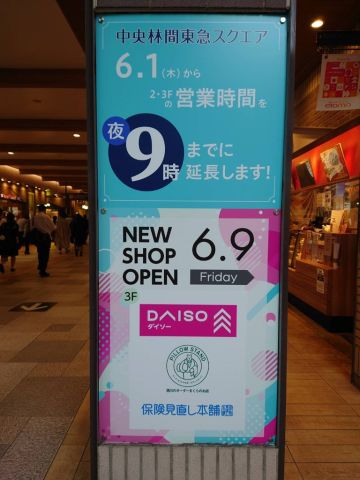 中央林間東急スクエア
6.1(木)から
2・3Fの営業時間を
夜9時までに延長します!
NEW SHOP OPEN
6.9
Friday
3F
DAISO
ダイソー
PILLOW STAND
保険見直し本舗